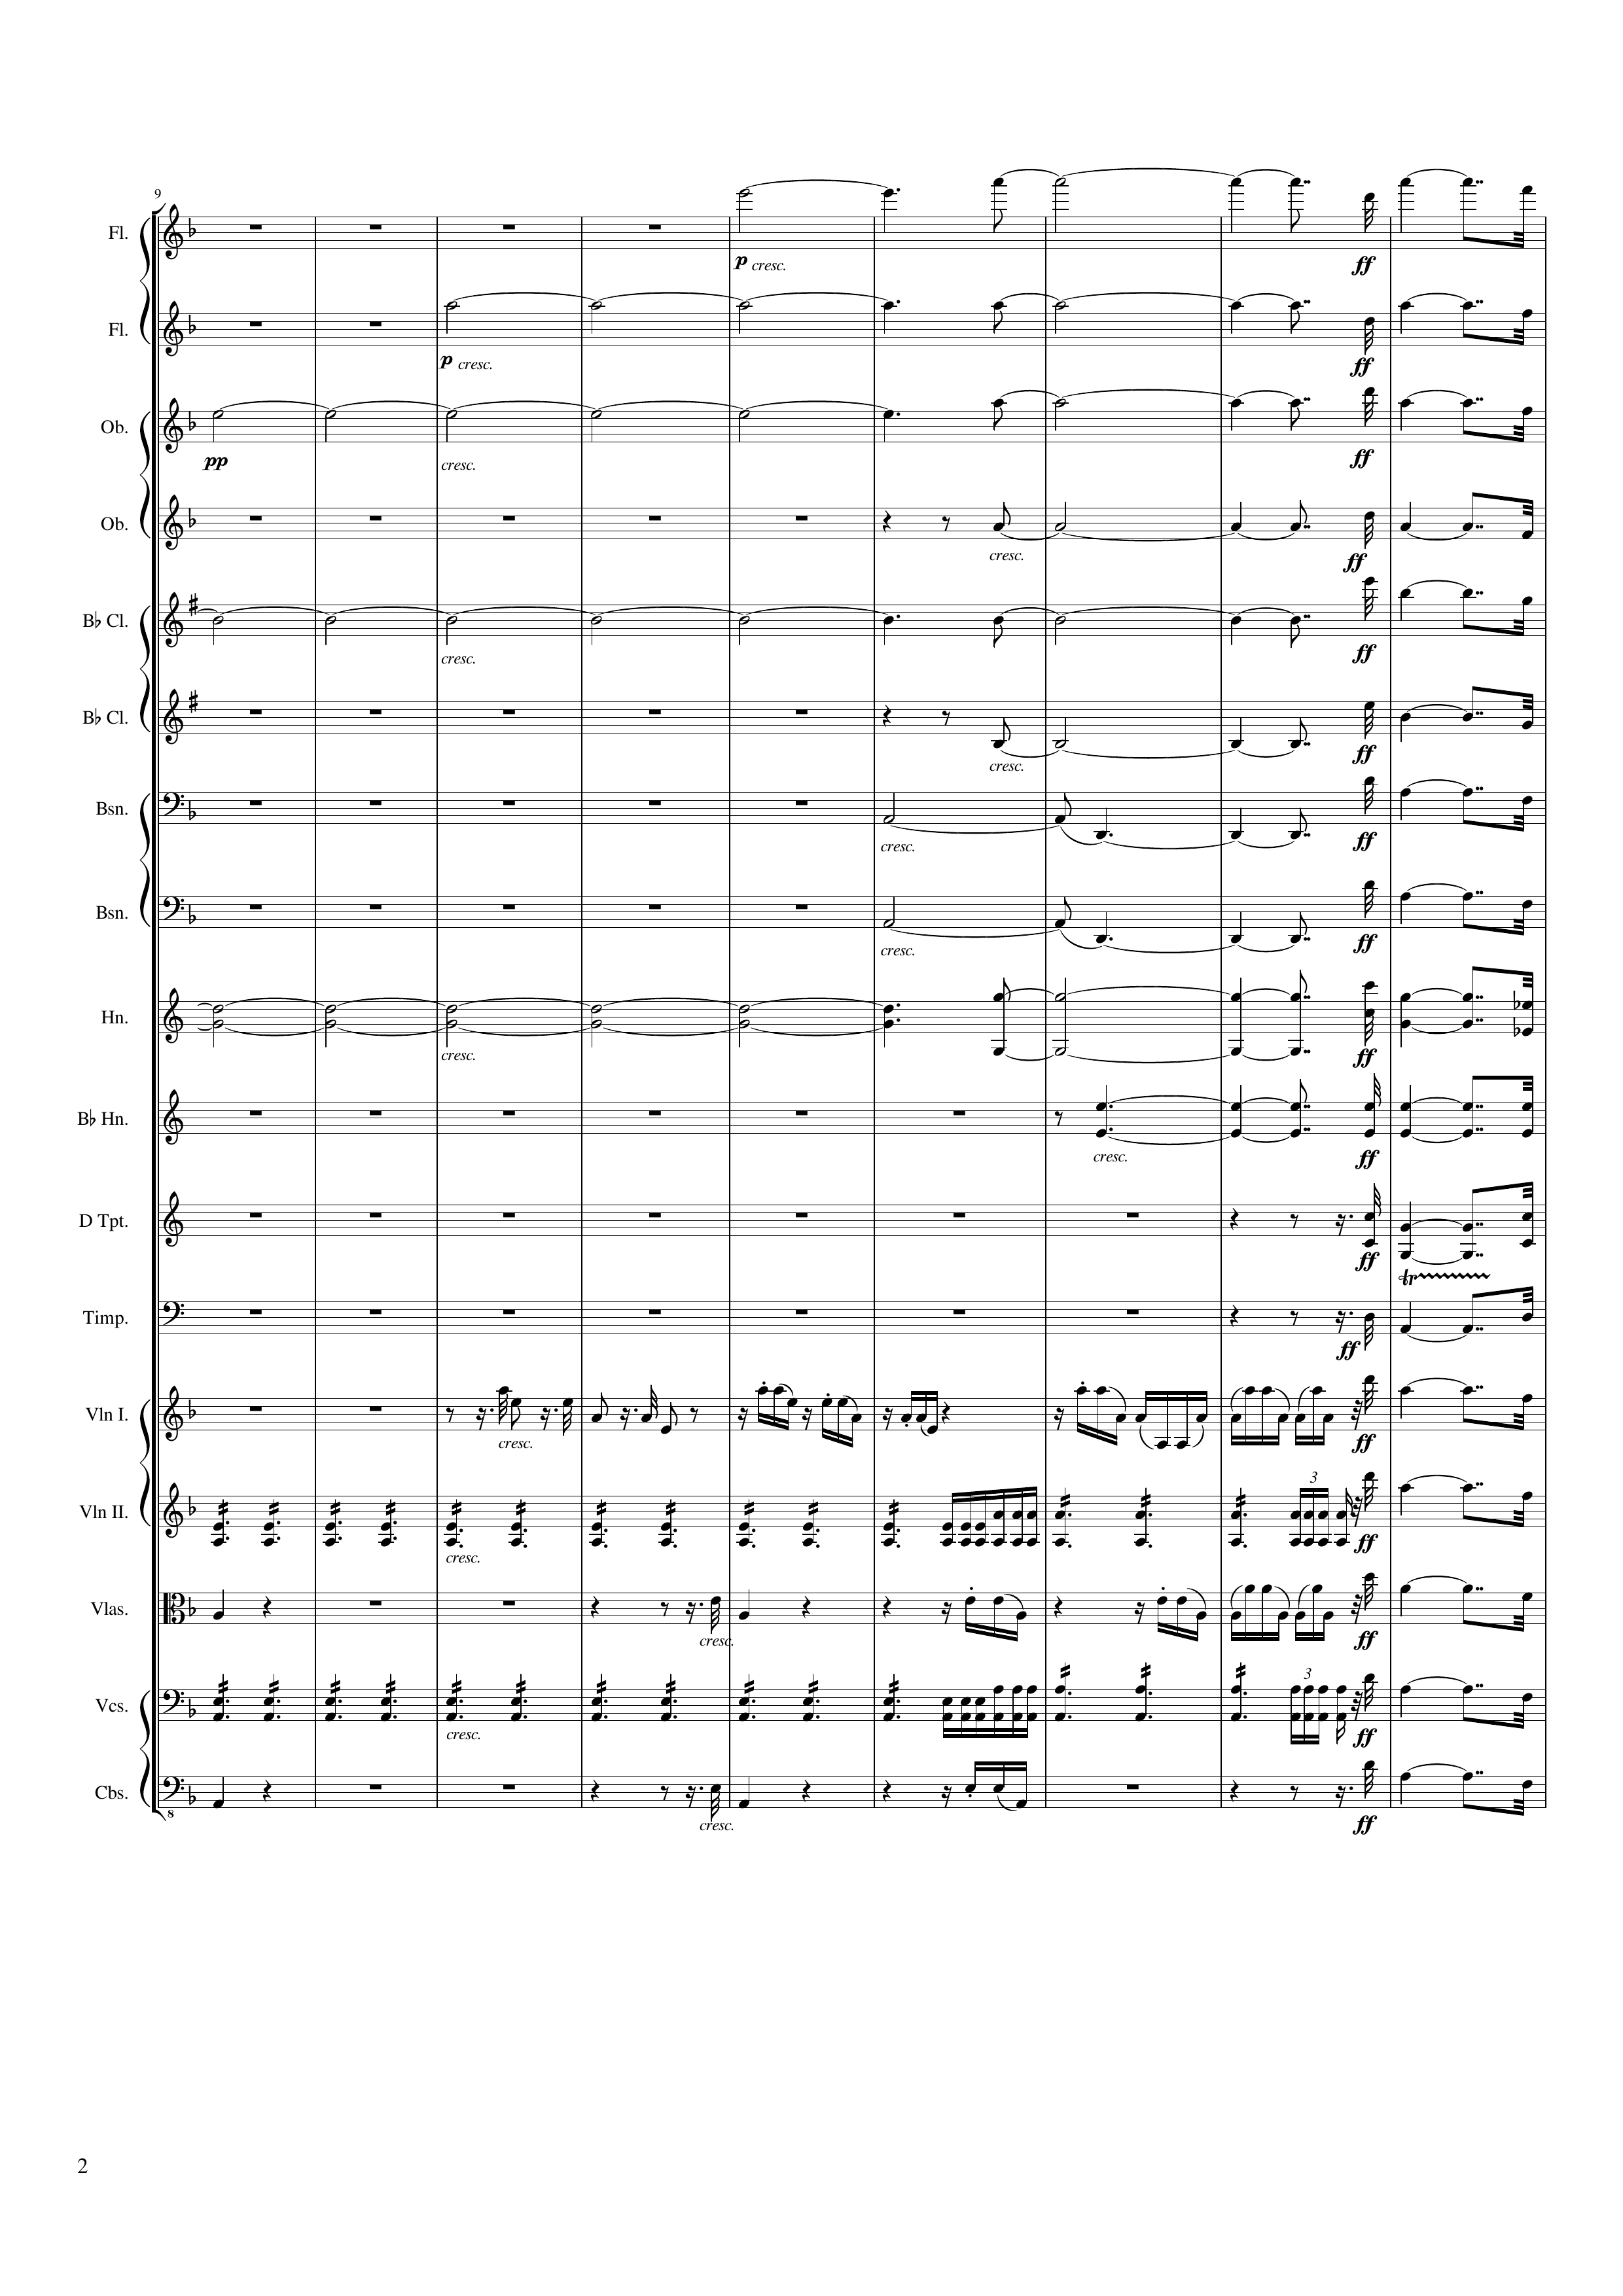 9
Fl.
p cresc.
ff
Fl.
p cresc.
ff
Ob.
pp
cresc.
ff
Ob.
cresc.
ff
B♭ Cl.
cresc.
ff
B♭ Cl.
cresc.
ff
Bsn.
cresc.
ff
Bsn.
cresc.
ff
Hn.
cresc.
ff
B♭ Hn.
cresc.
ff
D Tpt.
ff
tr
Timp.
ff
Vln I.
cresc.
ff
3
Vln II.
cresc.
ff
Vlas.
cresc.
ff
3
Vcs.
cresc.
ff
Cbs.
8
cresc.
ff
2